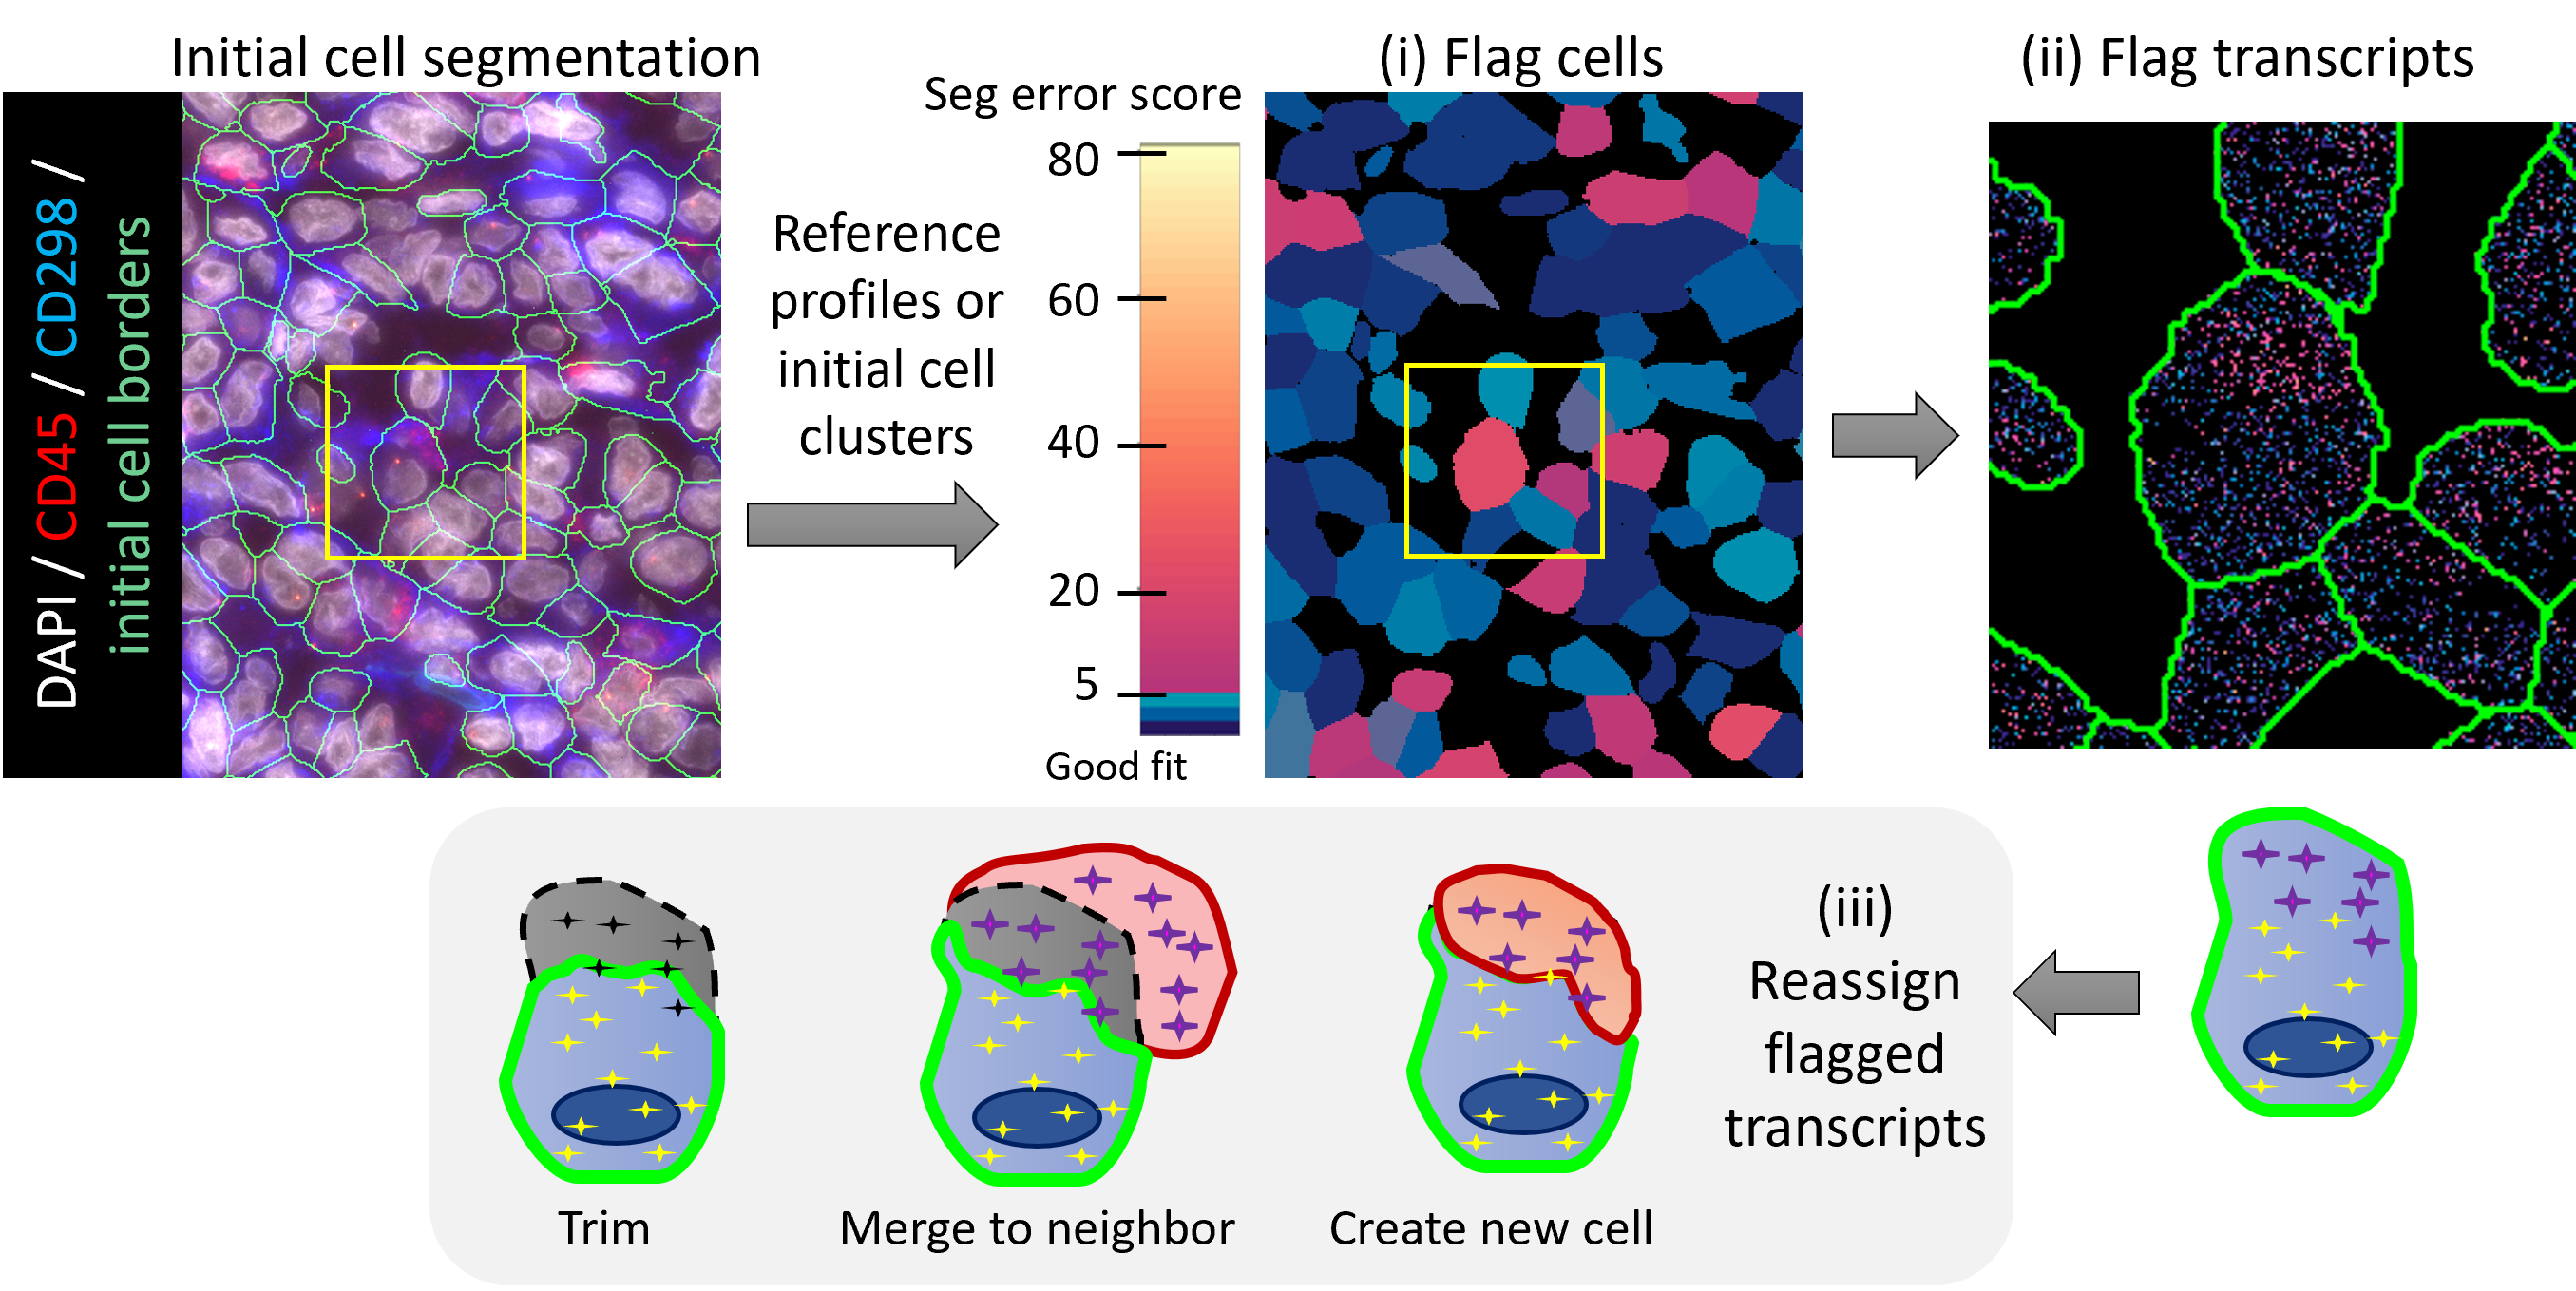 Initial cell segmentation
DAPI / CD45 / CD298 /
initial cell borders
Reference
profiles or
initial cell
clusters
Seg error score
80
60
40
20
5
Good fit
(i) Flag cells
(ii) Flag transcripts
(iii)
Reassign
flagged
transcripts
Trim
Merge to neighbor
Create new cell